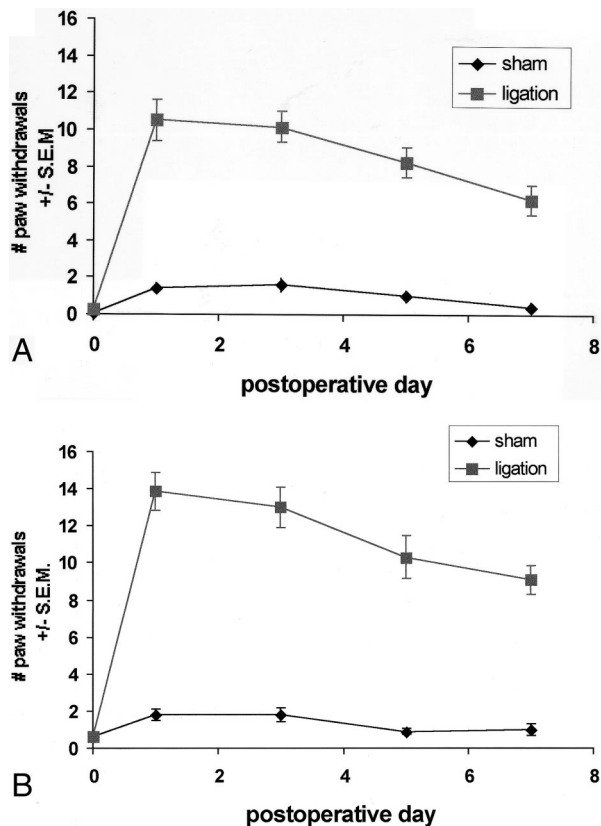 16
14
12
10
8
6
4
2
0
# paw withdrawals
+/- S.E.M
sham
ligation
A
0 2 4 6 8
postoperative day
16
14
12
10
8
6
4
2
0
# paw withdrawals
+/- S.E.M.
sham
ligation
B
0 2 4 6 8
postoperative day